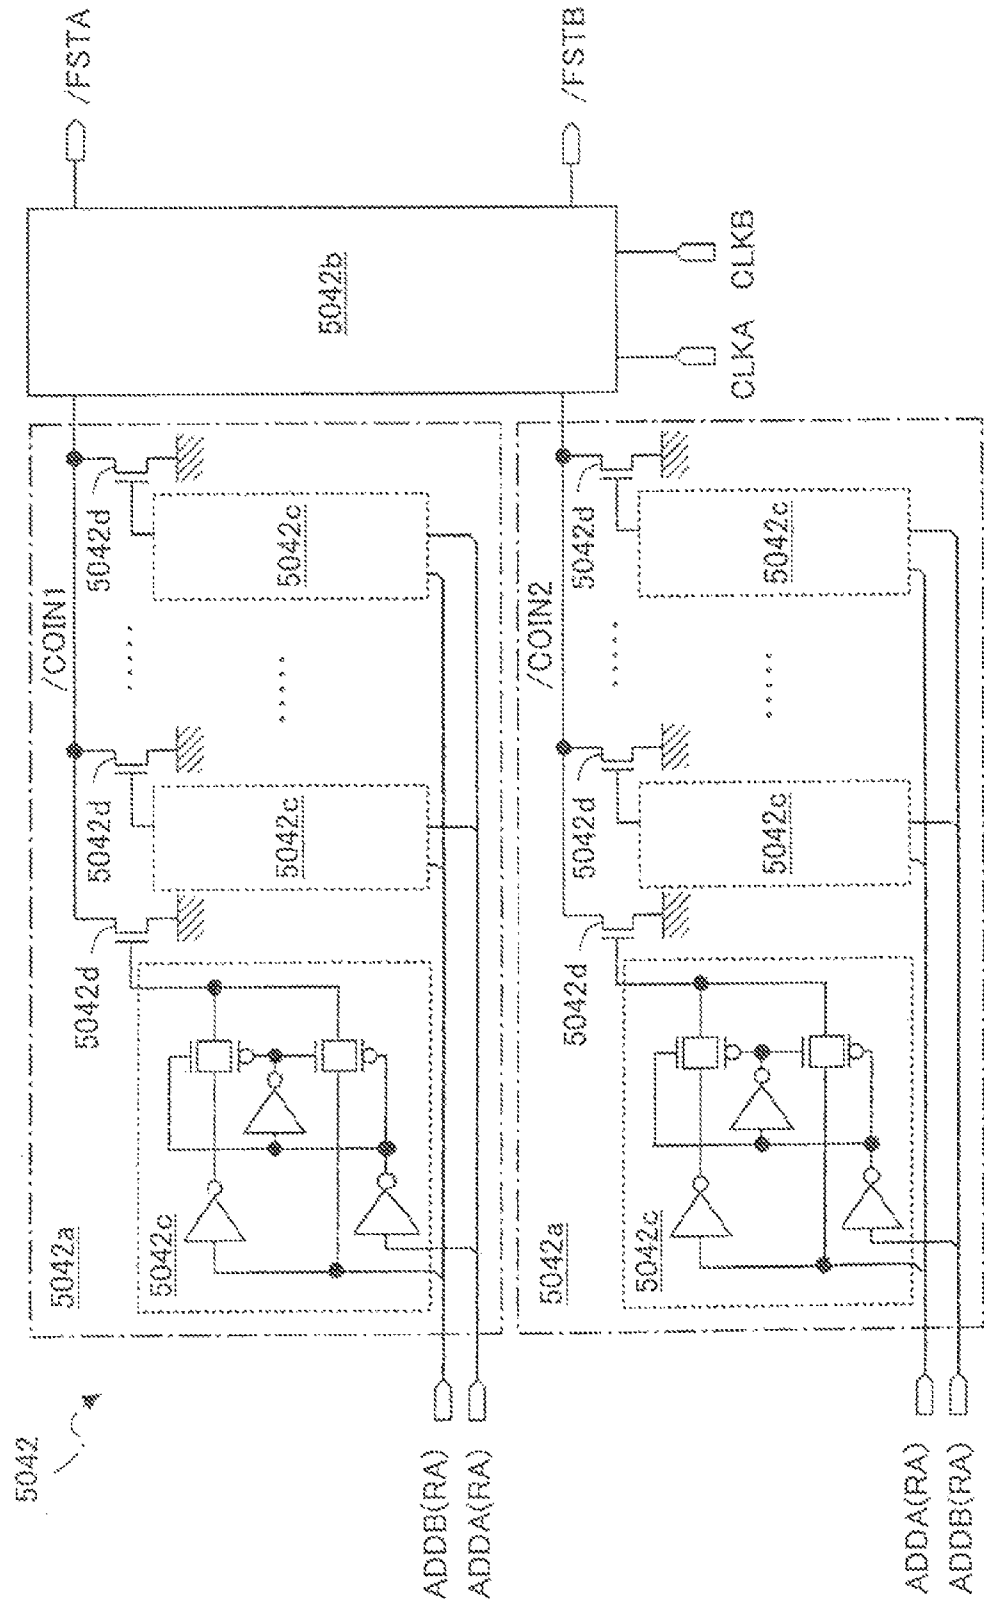 5042
/FSTA
/FSTB
5042b
CLKA
CLKB
/COIN1
5042a
5042c
5042d
5042c
5042d
5042c
5042d
ADDB(RA)
ADDA(RA)
/COIN2
5042a
5042c
5042d
5042c
5042d
5042c
5042d
ADDA(RA)
ADDB(RA)